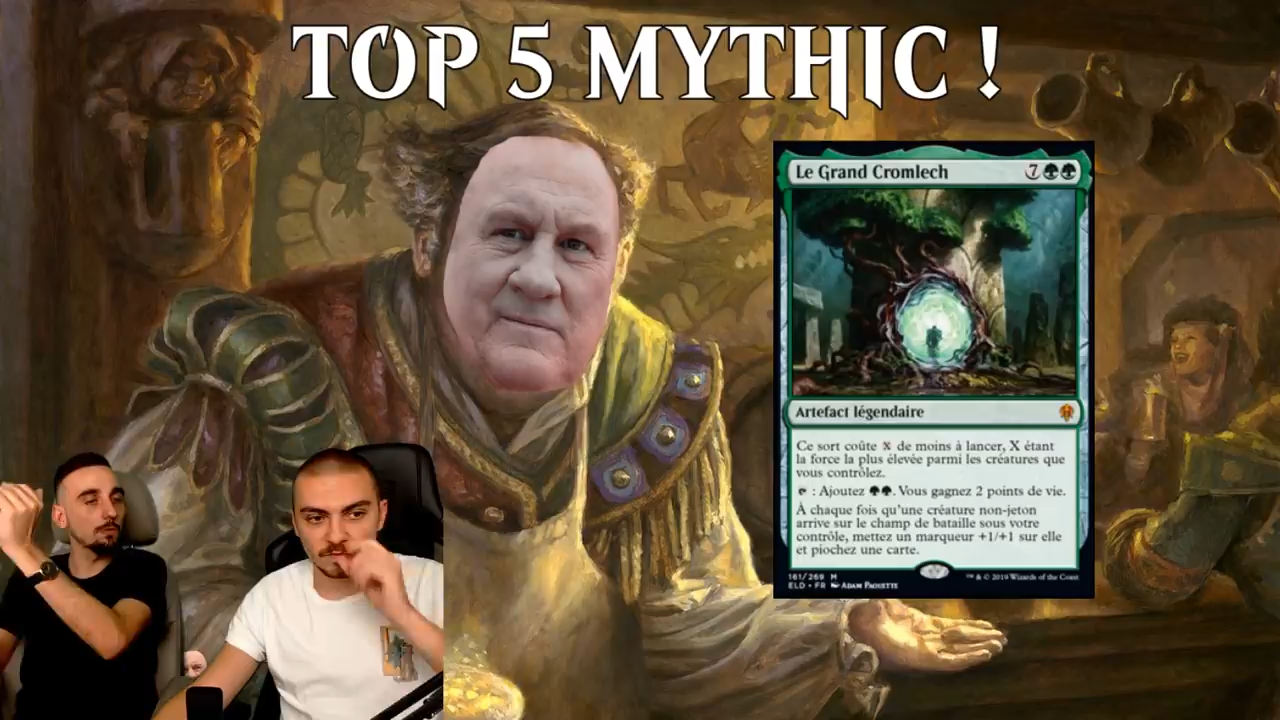 TOP 5 MYTHIC !
Le Grand Cromlech 7
Artefact légendaire
Ce sort coûte X de moins à lancer, X étant
la force la plus élevée parmi les créatures que
vous contrôlez.
: Ajoutez . Vous gagnez 2 points de vie.
À chaque fois qu'une créature non-jeton
arrive sur le champ de bataille sous votre
contrôle, mettez un marqueur +1/+1 sur elle
et piochez une carte.
161/269 M
ELD • FR Adam Paquette
™ & © 2019 Wizards of the Coast